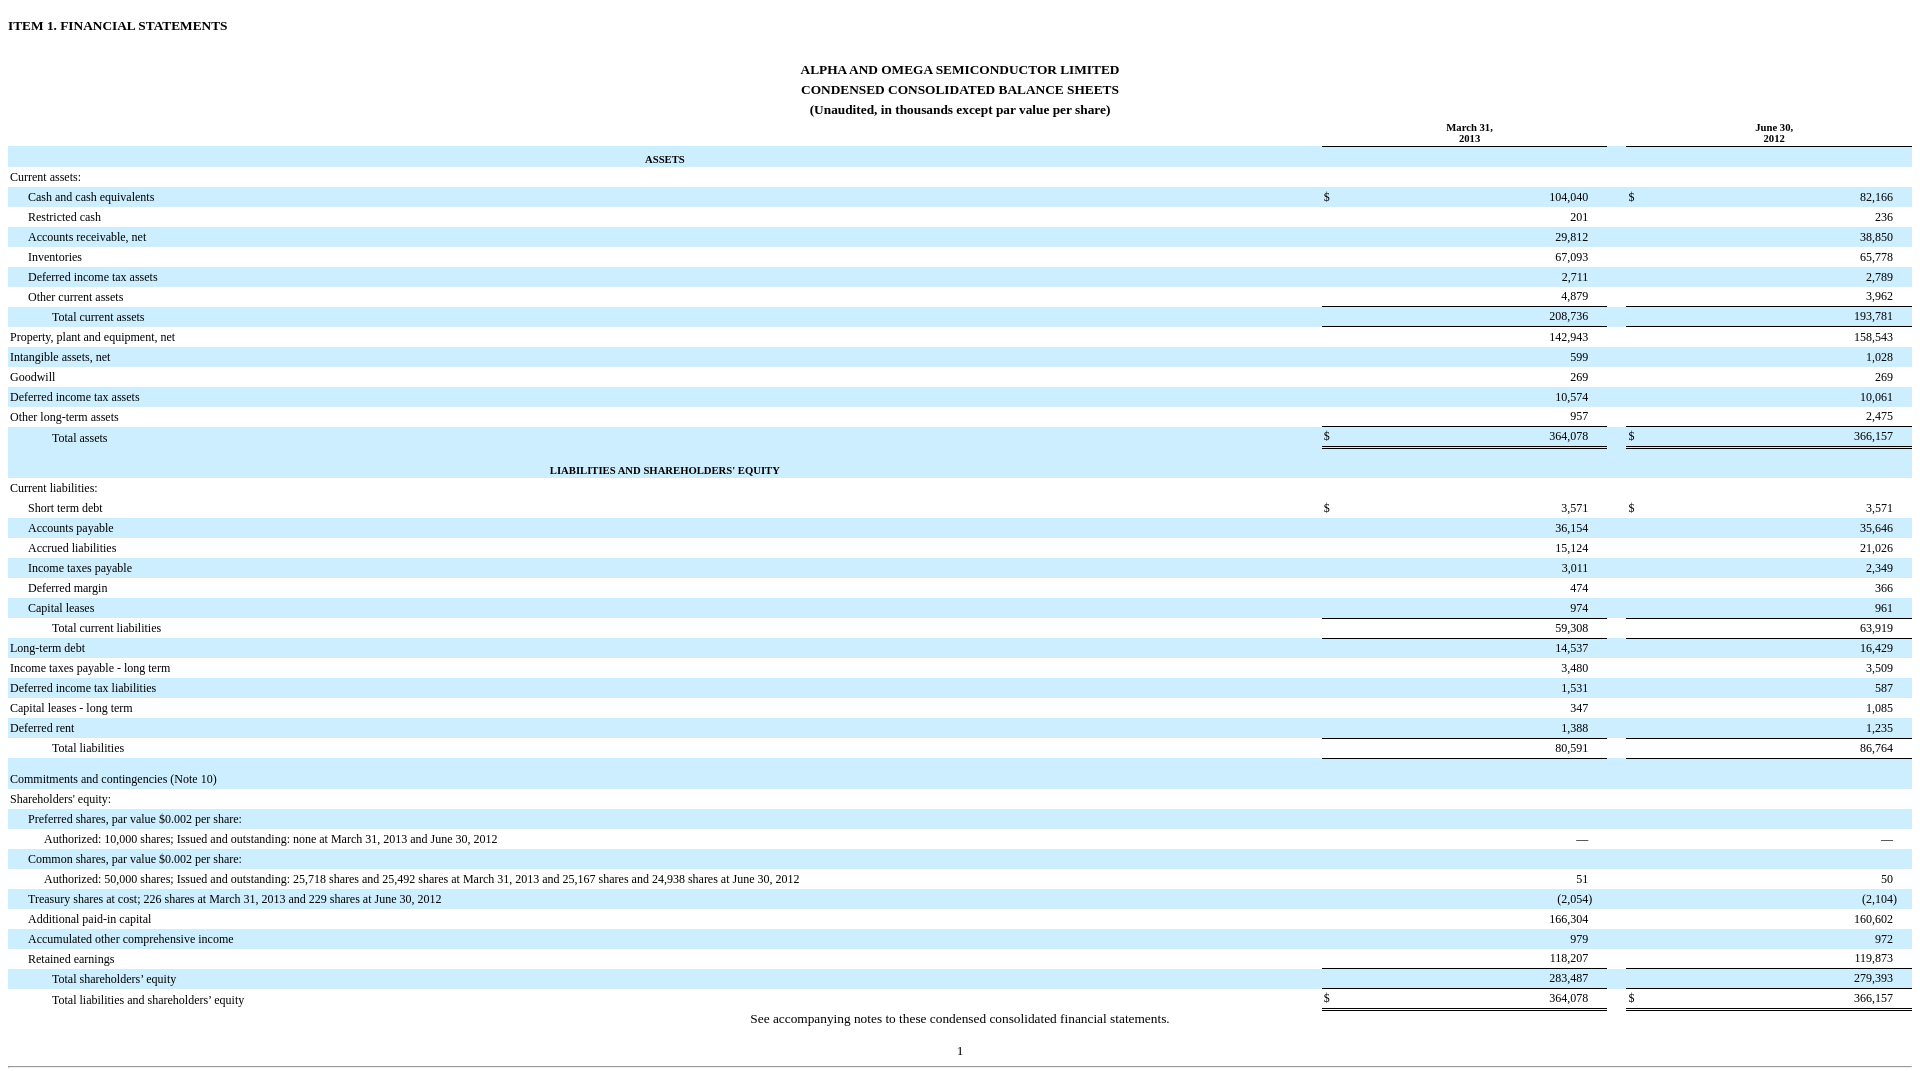 ITEM 1. FINANCIAL STATEMENTS
ALPHA AND OMEGA SEMICONDUCTOR LIMITED
CONDENSED CONSOLIDATED BALANCE SHEETS
(Unaudited, in thousands except par value per share)
March 31, June 30,
2013 2012
ASSETS
Current assets:
Cash and cash equivalents $ 104,040 $ 82,166
Restricted cash 201 236
Accounts receivable, net 29,812 38,850
Inventories 67,093 65,778
Deferred income tax assets 2,711 2,789
Other current assets 4,879 3,962
Total current assets 208,736 193,781
Property, plant and equipment, net 142,943 158,543
Intangible assets, net 599 1,028
Goodwill 269 269
Deferred income tax assets 10,574 10,061
Other long-term assets 957 2,475
Total assets $ 364,078 $ 366,157
LIABILITIES AND SHAREHOLDERS' EQUITY
Current liabilities:
Short term debt $ 3,571 $ 3,571
Accounts payable 36,154 35,646
Accrued liabilities 15,124 21,026
Income taxes payable 3,011 2,349
Deferred margin 474 366
Capital leases 974 961
Total current liabilities 59,308 63,919
Long-term debt 14,537 16,429
Income taxes payable - long term 3,480 3,509
Deferred income tax liabilities 1,531 587
Capital leases - long term 347 1,085
Deferred rent 1,388 1,235
Total liabilities 80,591 86,764
Commitments and contingencies (Note 10)
Shareholders' equity:
Preferred shares, par value $0.002 per share:
Authorized: 10,000 shares; Issued and outstanding: none at March 31, 2013 and June 30, 2012 — —
Common shares, par value $0.002 per share:
Authorized: 50,000 shares; Issued and outstanding: 25,718 shares and 25,492 shares at March 31, 2013 and 25,167 shares and 24,938 shares at June 30, 2012 51 50
Treasury shares at cost; 226 shares at March 31, 2013 and 229 shares at June 30, 2012 (2,054) (2,104)
Additional paid-in capital 166,304 160,602
Accumulated other comprehensive income 979 972
Retained earnings 118,207 119,873
Total shareholders’ equity 283,487 279,393
Total liabilities and shareholders’ equity $ 364,078 $ 366,157
See accompanying notes to these condensed consolidated financial statements.
1